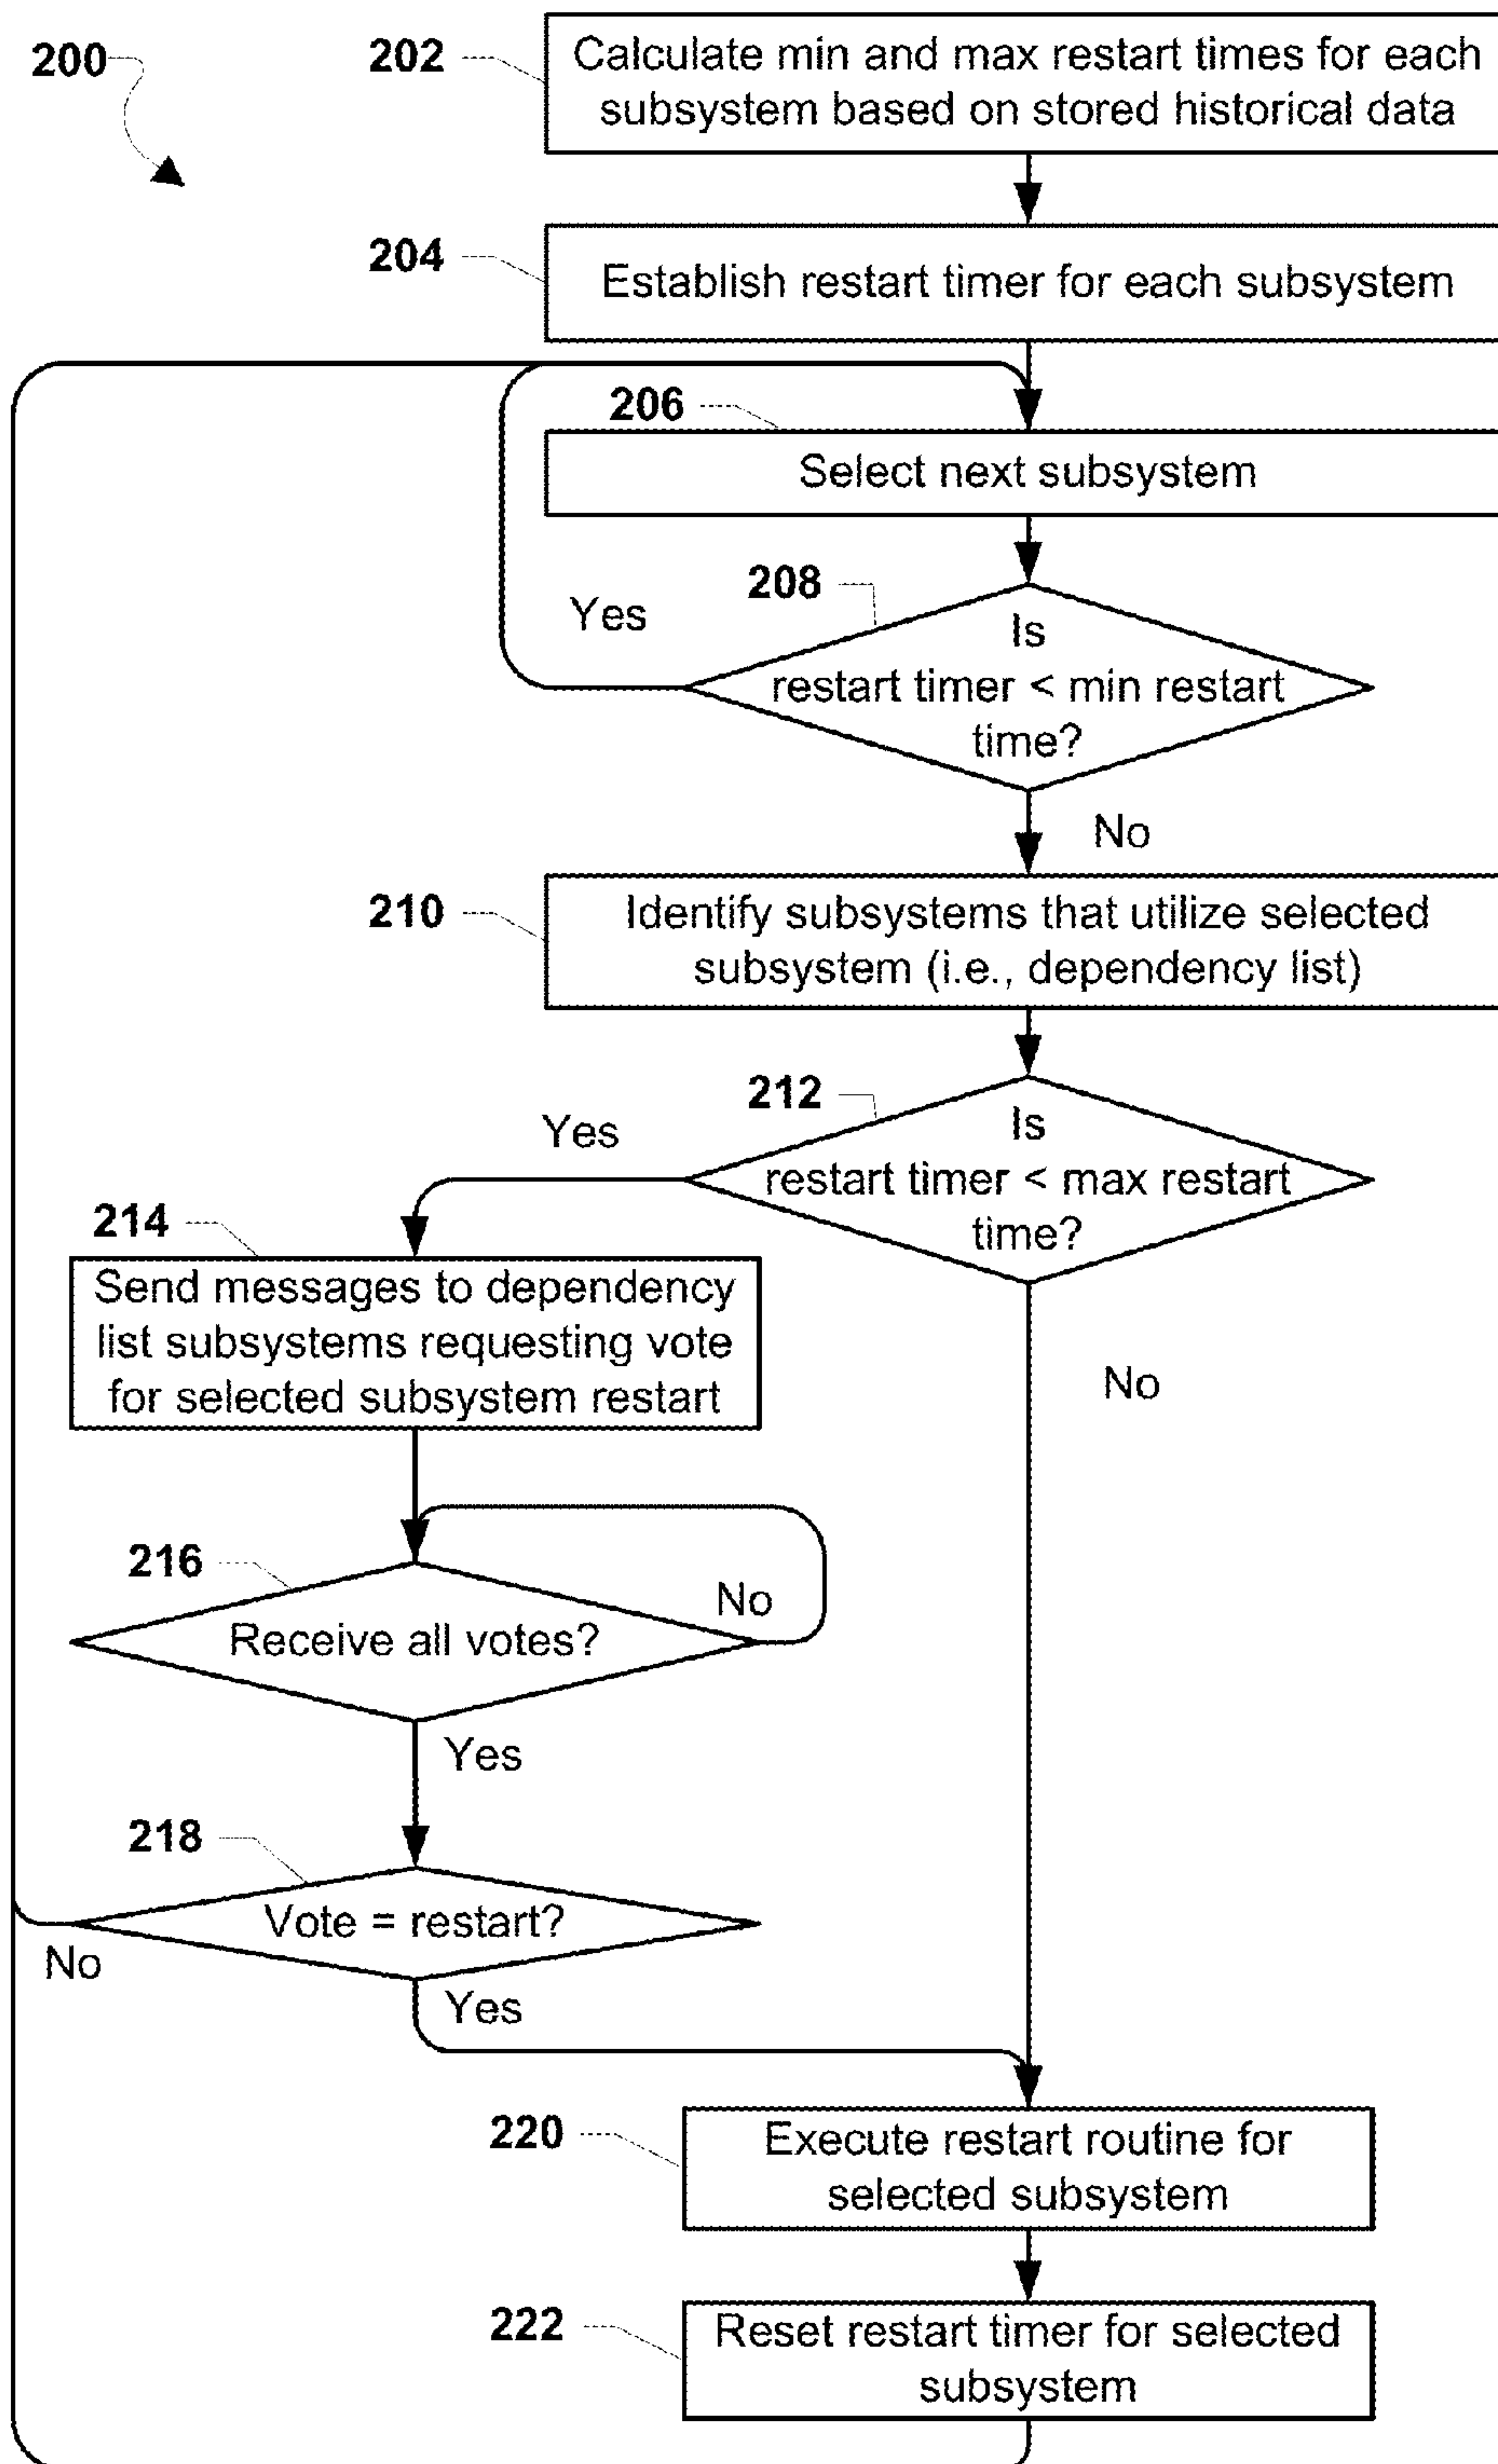 200
202
Calculate min and max restart times for each
subsystem based on stored historical data
204
Establish restart timer for each subsystem
206
Select next subsystem
208
Yes
Is
restart timer < min restart
time?
No
210
Identify subsystems that utilize selected
subsystem (i.e., dependency list)
212
Yes
Is
restart timer < max restart
time?
No
214
Send messages to dependency
list subsystems requesting vote
for selected subsystem restart
216
No
Receive all votes?
Yes
218
Vote = restart?
No
Yes
220
Execute restart routine for
selected subsystem
222
Reset restart timer for selected
subsystem